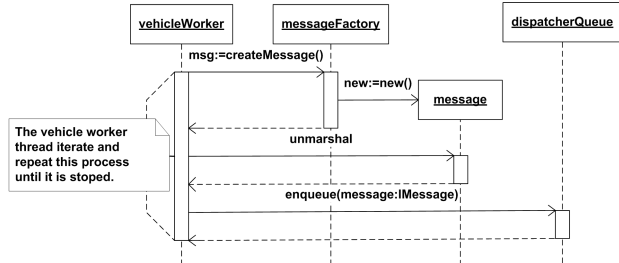 vehicleWorker
messageFactory
dispatcherQueue
msg:=createMessage()
new:=new()
message
The vehicle worker
thread iterate and
repeat this process
until it is stoped.
unmarshal
enqueue(message:IMessage)